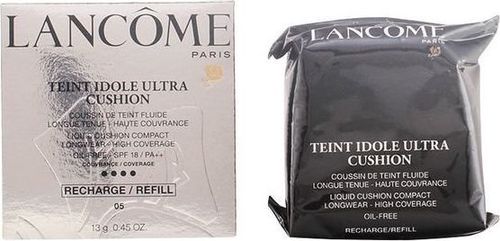 LANCÔME
PARIS
TEINT IDOLE ULTRA
CUSHION
COUSSIN DE TEINT FLUIDE
LONGUE TENUE - HAUTE COUVRANCE
LIQUID CUSHION COMPACT
LONGWEAR - HIGH COVERAGE
OIL-FREE - SPF 18 / PA++
COUVRANCE / COVERAGE
RECHARGE / REFILL
05
13 g 0.45 OZ.
LANCÔME
PARIS
TEINT IDOLE ULTRA
CUSHION
COUSSIN DE TEINT FLUIDE
LONGUE TENUE - HAUTE COUVRANCE
LIQUID CUSHION COMPACT
LONGWEAR - HIGH COVERAGE
OIL-FREE
RECHARGE/REFILL